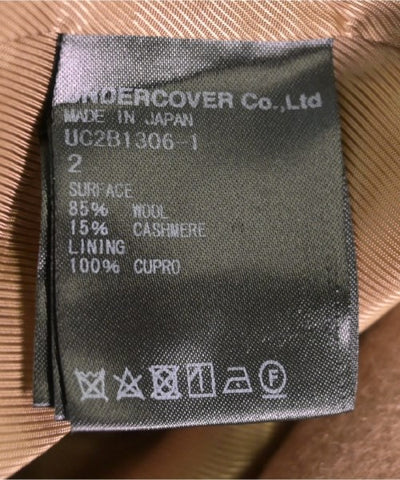 UNDERCOVER Co.,Ltd
MADE IN JAPAN
UC2B1306-1
2
SURFACE
85% WOOL
15% CASHMERE
LINING
100% CUPRO
F